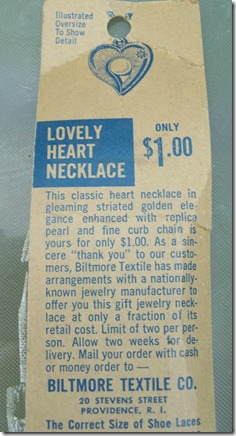 Illustrated
Oversize
To Show
Detail
LOVELY
HEART
NECKLACE
ONLY
$1.00
This classic heart necklace in
gleaming striated golden ele-
gance enhanced with replica
pearl and fine curb chain is
yours for only $1.00. As a sin-
cere “thank you” to our custo-
mers, Biltmore Textile has made
arrangements with a nationally-
known jewelry manufacturer to
offer you this gift jewelry neck-
lace at only a fraction of its
retail cost. Limit of two per per-
son. Allow two weeks for de-
livery. Mail your order with cash
or money order to —
BILTMORE TEXTILE CO.
20 STEVENS STREET
PROVIDENCE, R. I.
The Correct Size of Shoe Laces